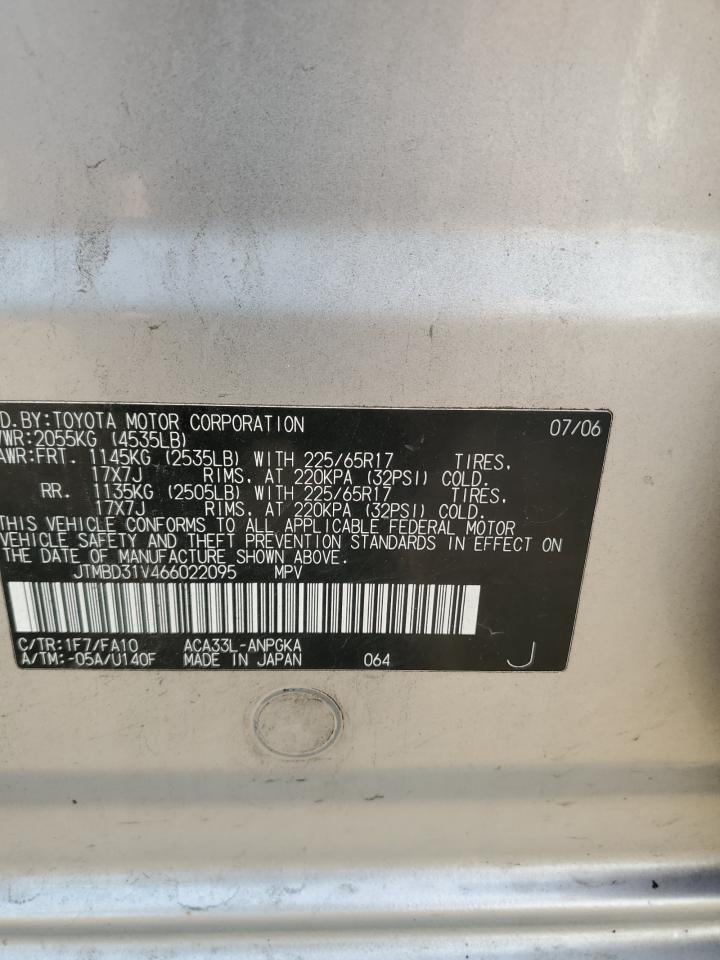 D. BY:TOYOTA MOTOR CORPORATION 07/06
VWR:2055KG (4535LB)
AWR:FRT. 1145KG (2535LB) WITH 225/65R17 TIRES,
17X7J RIMS, AT 220KPA (32PSI) COLD.
RR. 1135KG (2505LB) WITH 225/65R17 TIRES,
17X7J RIMS, AT 220KPA (32PSI) COLD.
THIS VEHICLE CONFORMS TO ALL APPLICABLE FEDERAL MOTOR
VEHICLE SAFETY AND THEFT PREVENTION STANDARDS IN EFFECT ON
THE DATE OF MANUFACTURE SHOWN ABOVE.
JTMBD31V466022095 MPV
C/TR:1F7/FA10 ACA33L-ANPGKA
A/TM:-05A/U140F MADE IN JAPAN 064 J